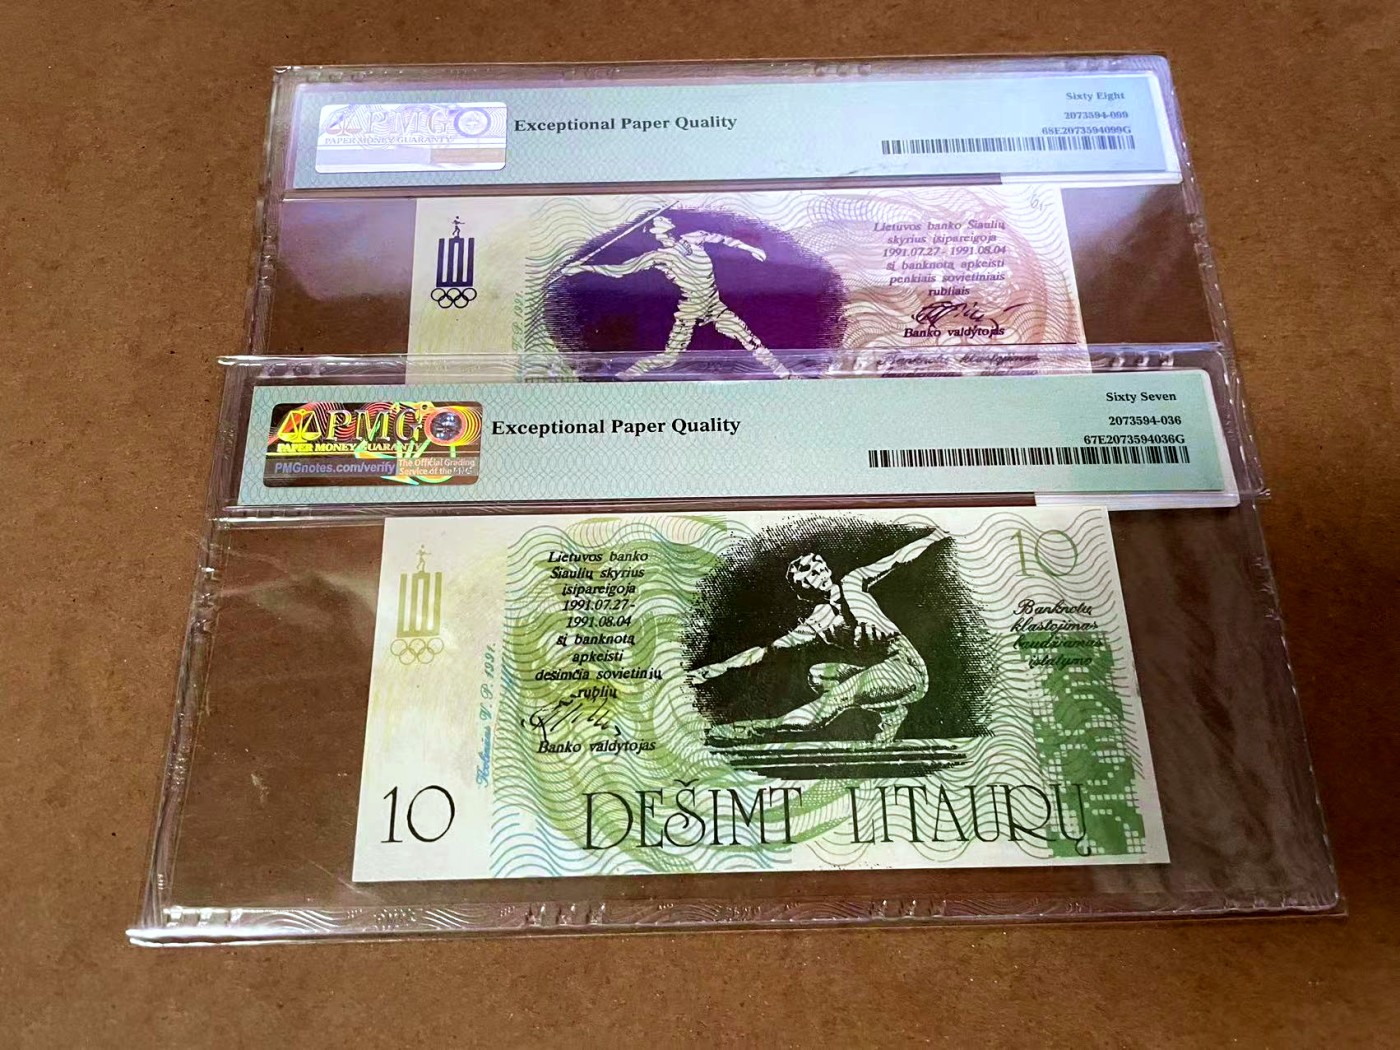 PMG
PAPER MONEY GUARANTY
Exceptional Paper Quality
Sixty Eight
2073594-099
68E2073594099G
Lietuvos banko Šiaulių
skyrius įsipareigoja
1991.07.27 - 1991.08.04
šį banknotą apkeisti
penkiais sovietiniais
rubliais
Banko valdytojas
Banknotų klastojimas
PMG
PAPER MONEY GUARANTY
PMGnotes.com/verify
The Official Grading
Service of the
Exceptional Paper Quality
Sixty Seven
2073594-036
67E2073594036G
Lietuvos banko
Šiaulių skyrius
įsipareigoja
1991.07.27-
1991.08.04
šį banknotą
apkeisti
dešimčia sovietinių
rublių
Banko valdytojas
V. P. 1991.
10
Banknotų
klastojimas
baudžiamas
įstatymo
10
DEŠIMT LITAURŲ